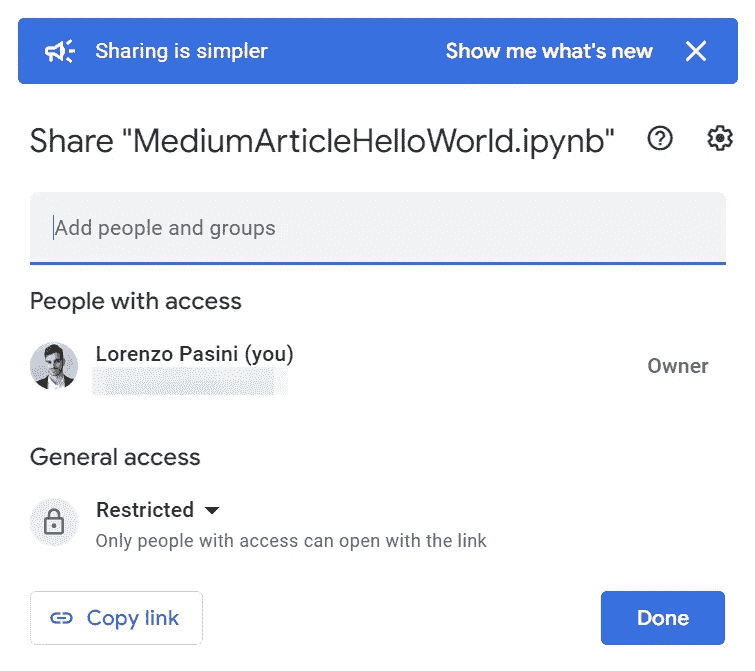 Sharing is simpler Show me what's new
Share "MediumArticleHelloWorld.ipynb"
Add people and groups
People with access
Lorenzo Pasini (you)
Owner
General access
Restricted
Only people with access can open with the link
Copy link Done